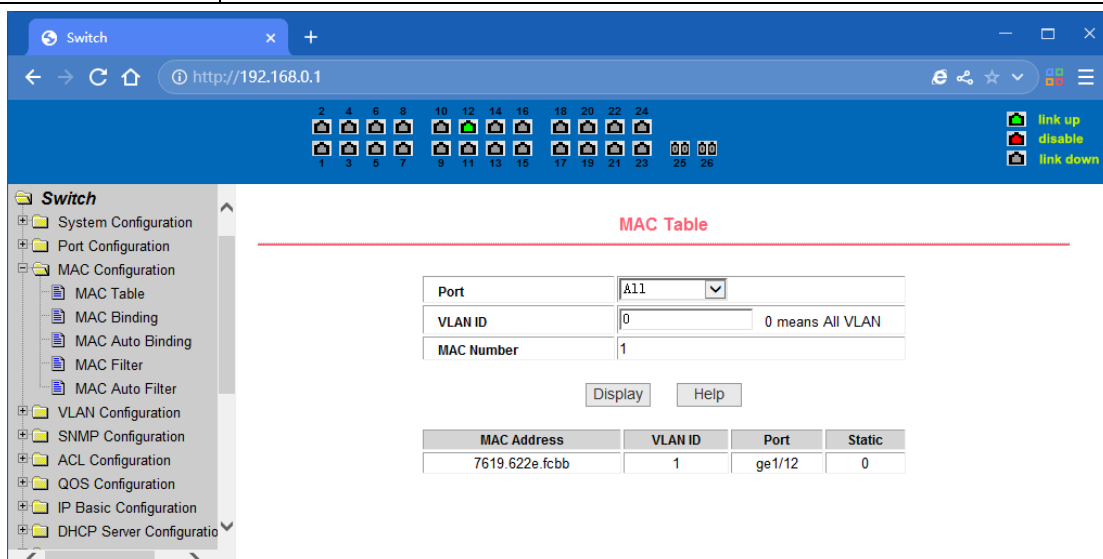 Switch
http://192.168.0.1
2 4 6 8 10 12 14 16 18 20 22 24
1 3 5 7 9 11 13 15 17 19 21 23 25 26
link up
disable
link down
Switch
System Configuration
Port Configuration
MAC Configuration
MAC Table
MAC Binding
MAC Auto Binding
MAC Filter
MAC Auto Filter
VLAN Configuration
SNMP Configuration
ACL Configuration
QOS Configuration
IP Basic Configuration
DHCP Server Configuratio
MAC Table
Port All
VLAN ID 0 0 means All VLAN
MAC Number 1
Display Help
MAC Address VLAN ID Port Static
7619.622e.fcbb 1 ge1/12 0